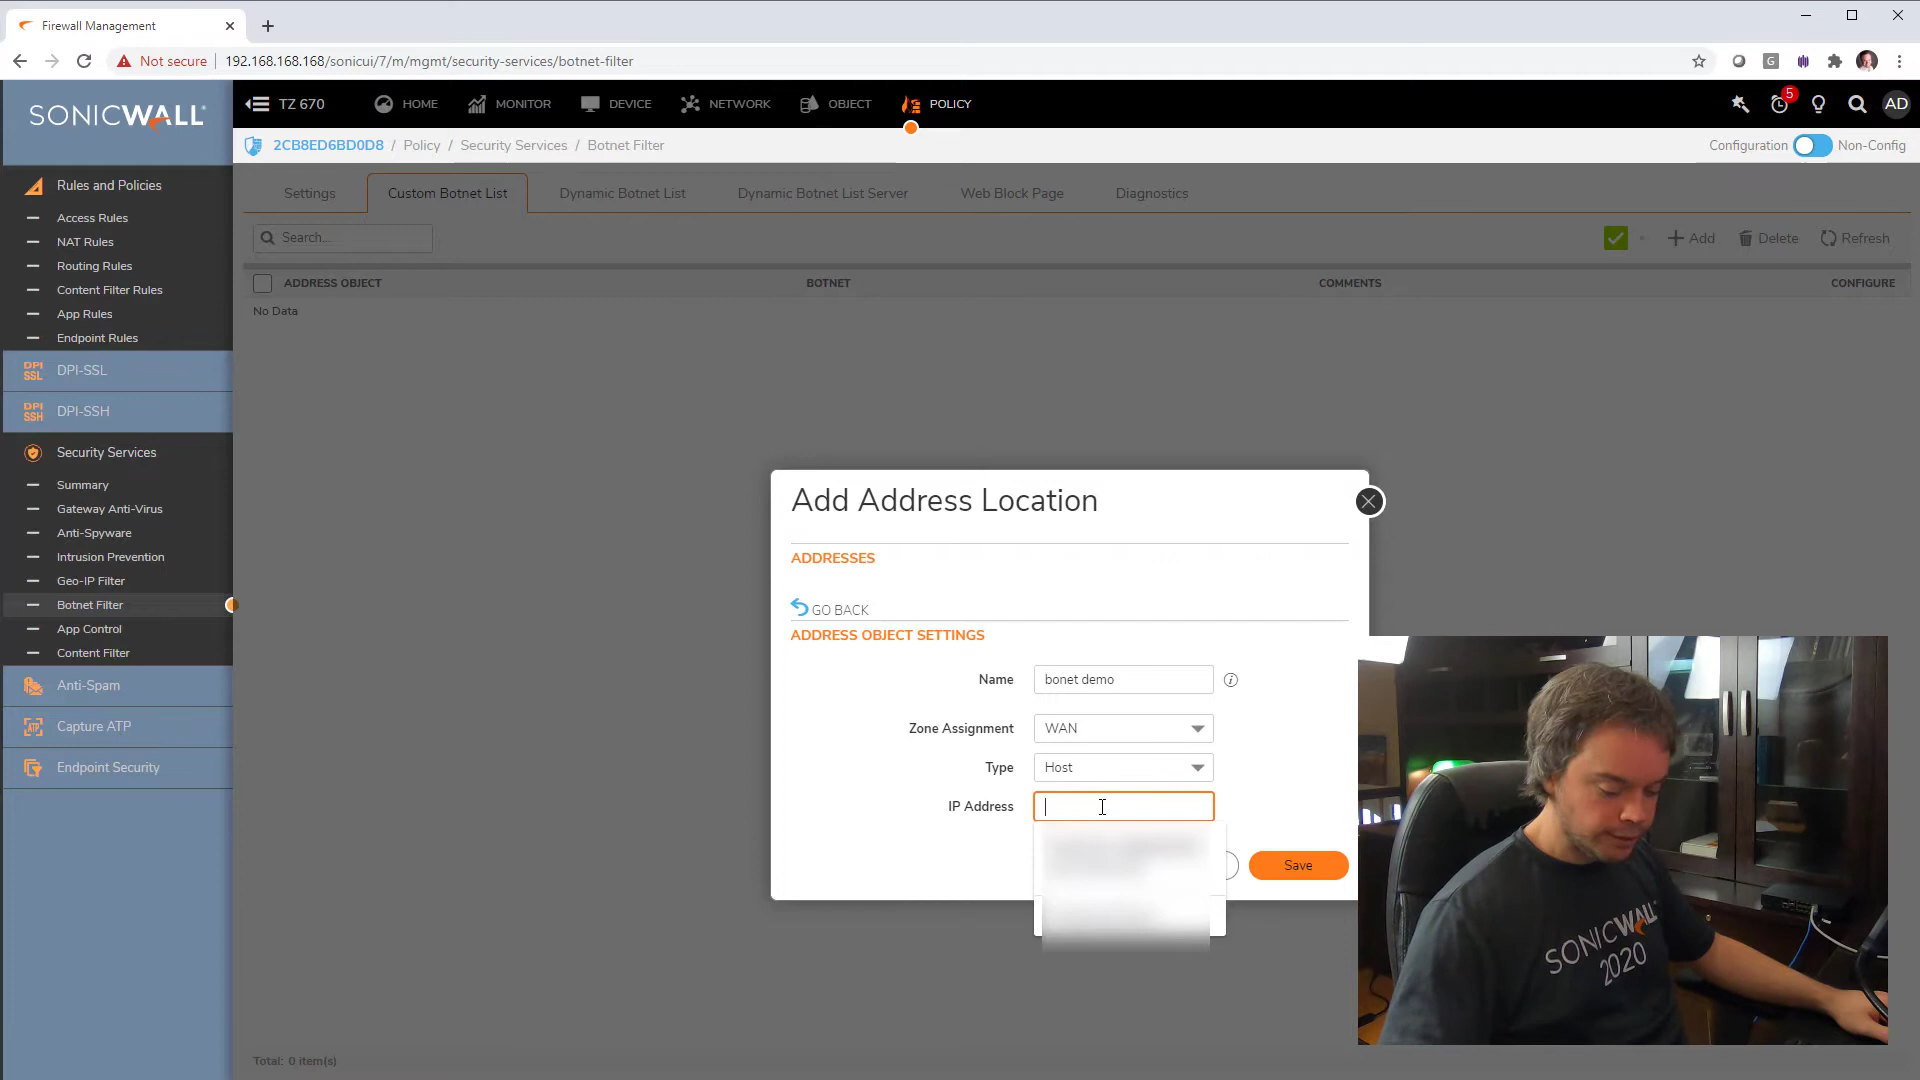 Firewall Management
Not secure
192.168.168.168/sonicui/7/m/mgmt/security-services/botnet-filter
G
SONICWALL
TZ 670
HOME
MONITOR
DEVICE
NETWORK
OBJECT
POLICY
5
AD
2CB8ED6BD0D8 / Policy / Security Services / Botnet Filter
Configuration
Non-Config
Rules and Policies
Access Rules
NAT Rules
Routing Rules
Content Filter Rules
App Rules
Endpoint Rules
DPI SSL
DPI-SSL
DPI SSH
DPI-SSH
Security Services
Summary
Gateway Anti-Virus
Anti-Spyware
Intrusion Prevention
Geo-IP Filter
Botnet Filter
App Control
Content Filter
Anti-Spam
ATP
Capture ATP
Endpoint Security
Settings
Custom Botnet List
Dynamic Botnet List
Dynamic Botnet List Server
Web Block Page
Diagnostics
Search...
Add
Delete
Refresh
ADDRESS OBJECT
BOTNET
COMMENTS
CONFIGURE
No Data
Add Address Location
ADDRESSES
GO BACK
ADDRESS OBJECT SETTINGS
Name
bonet demo
Zone Assignment
WAN
Type
Host
IP Address
Save
SONICWALL
2020
Total: 0 item(s)